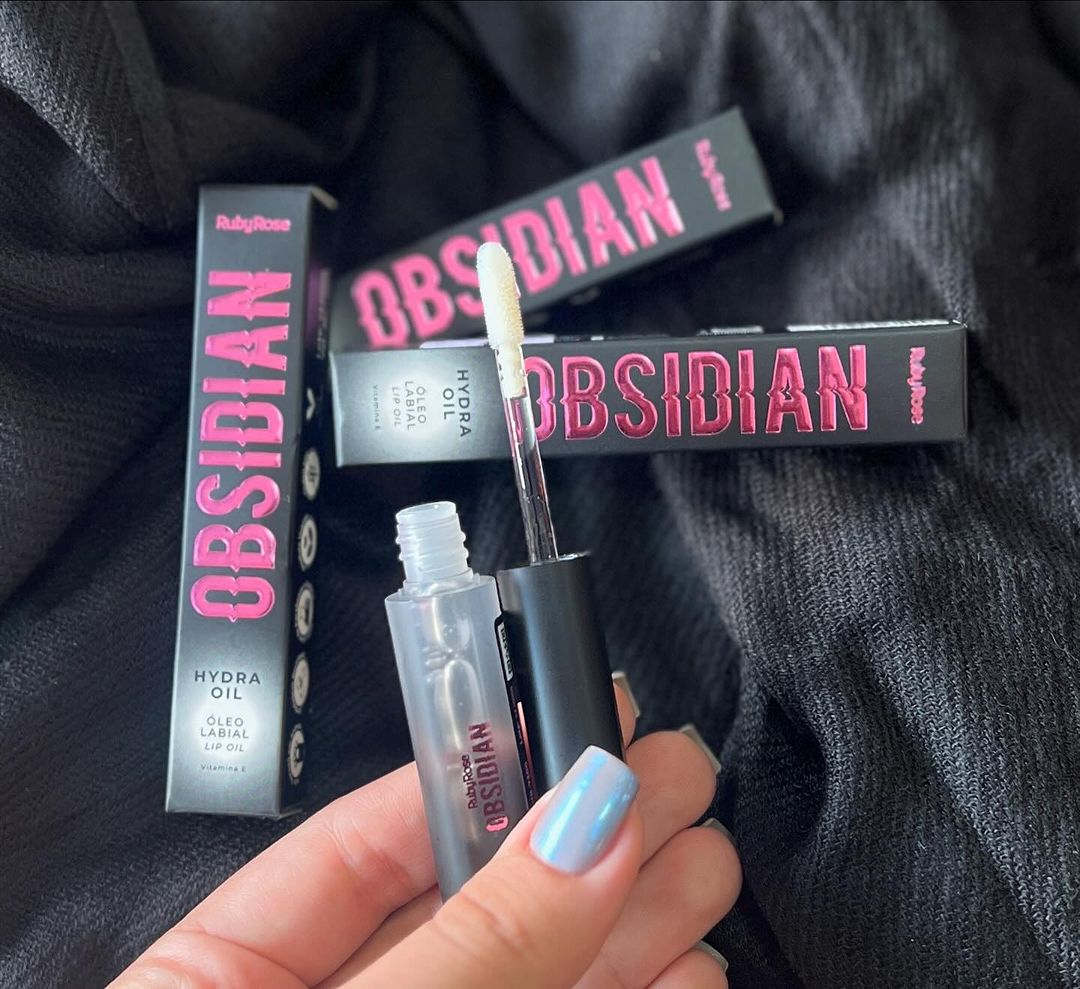 RubyRose
OBSIDIAN
HYDRA
OIL
ÓLEO
LABIAL
LIP OIL
Vitamina E
OBSIDIAN
RubyRose
HYDRA
OIL
ÓLEO
LABIAL
LIP OIL
Vitamina E
OBSIDIAN
RubyRose
RubyRose
OBSIDIAN